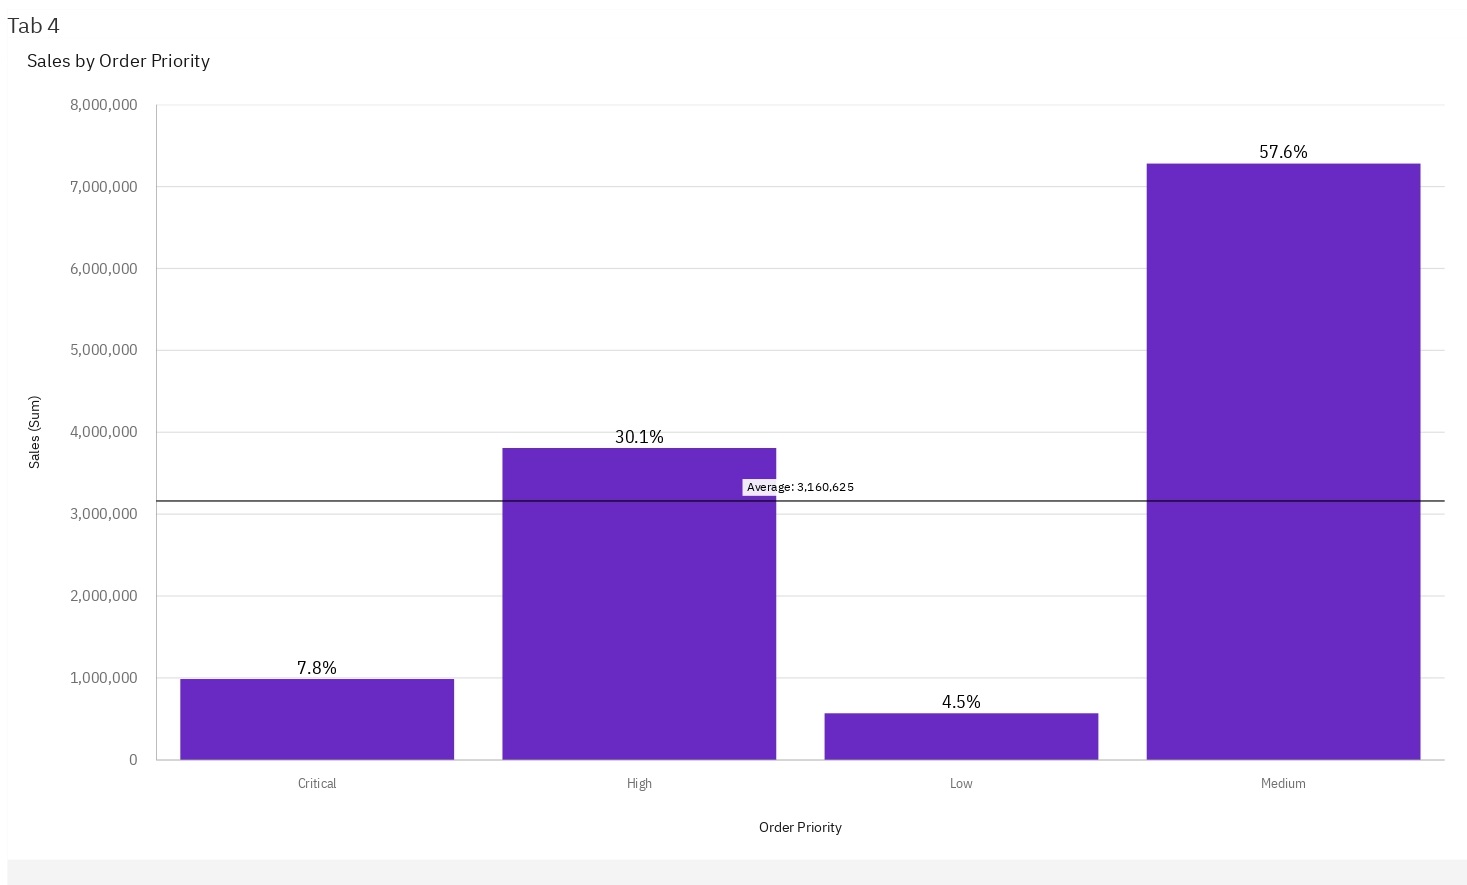 Tab 4
Sales by Order Priority
8,000,000
7,000,000
6,000,000
5,000,000
4,000,000
3,000,000
2,000,000
1,000,000
0
Sales (Sum)
7.8%
30.1%
4.5%
57.6%
Average: 3,160,625
Critical
High
Low
Medium
Order Priority